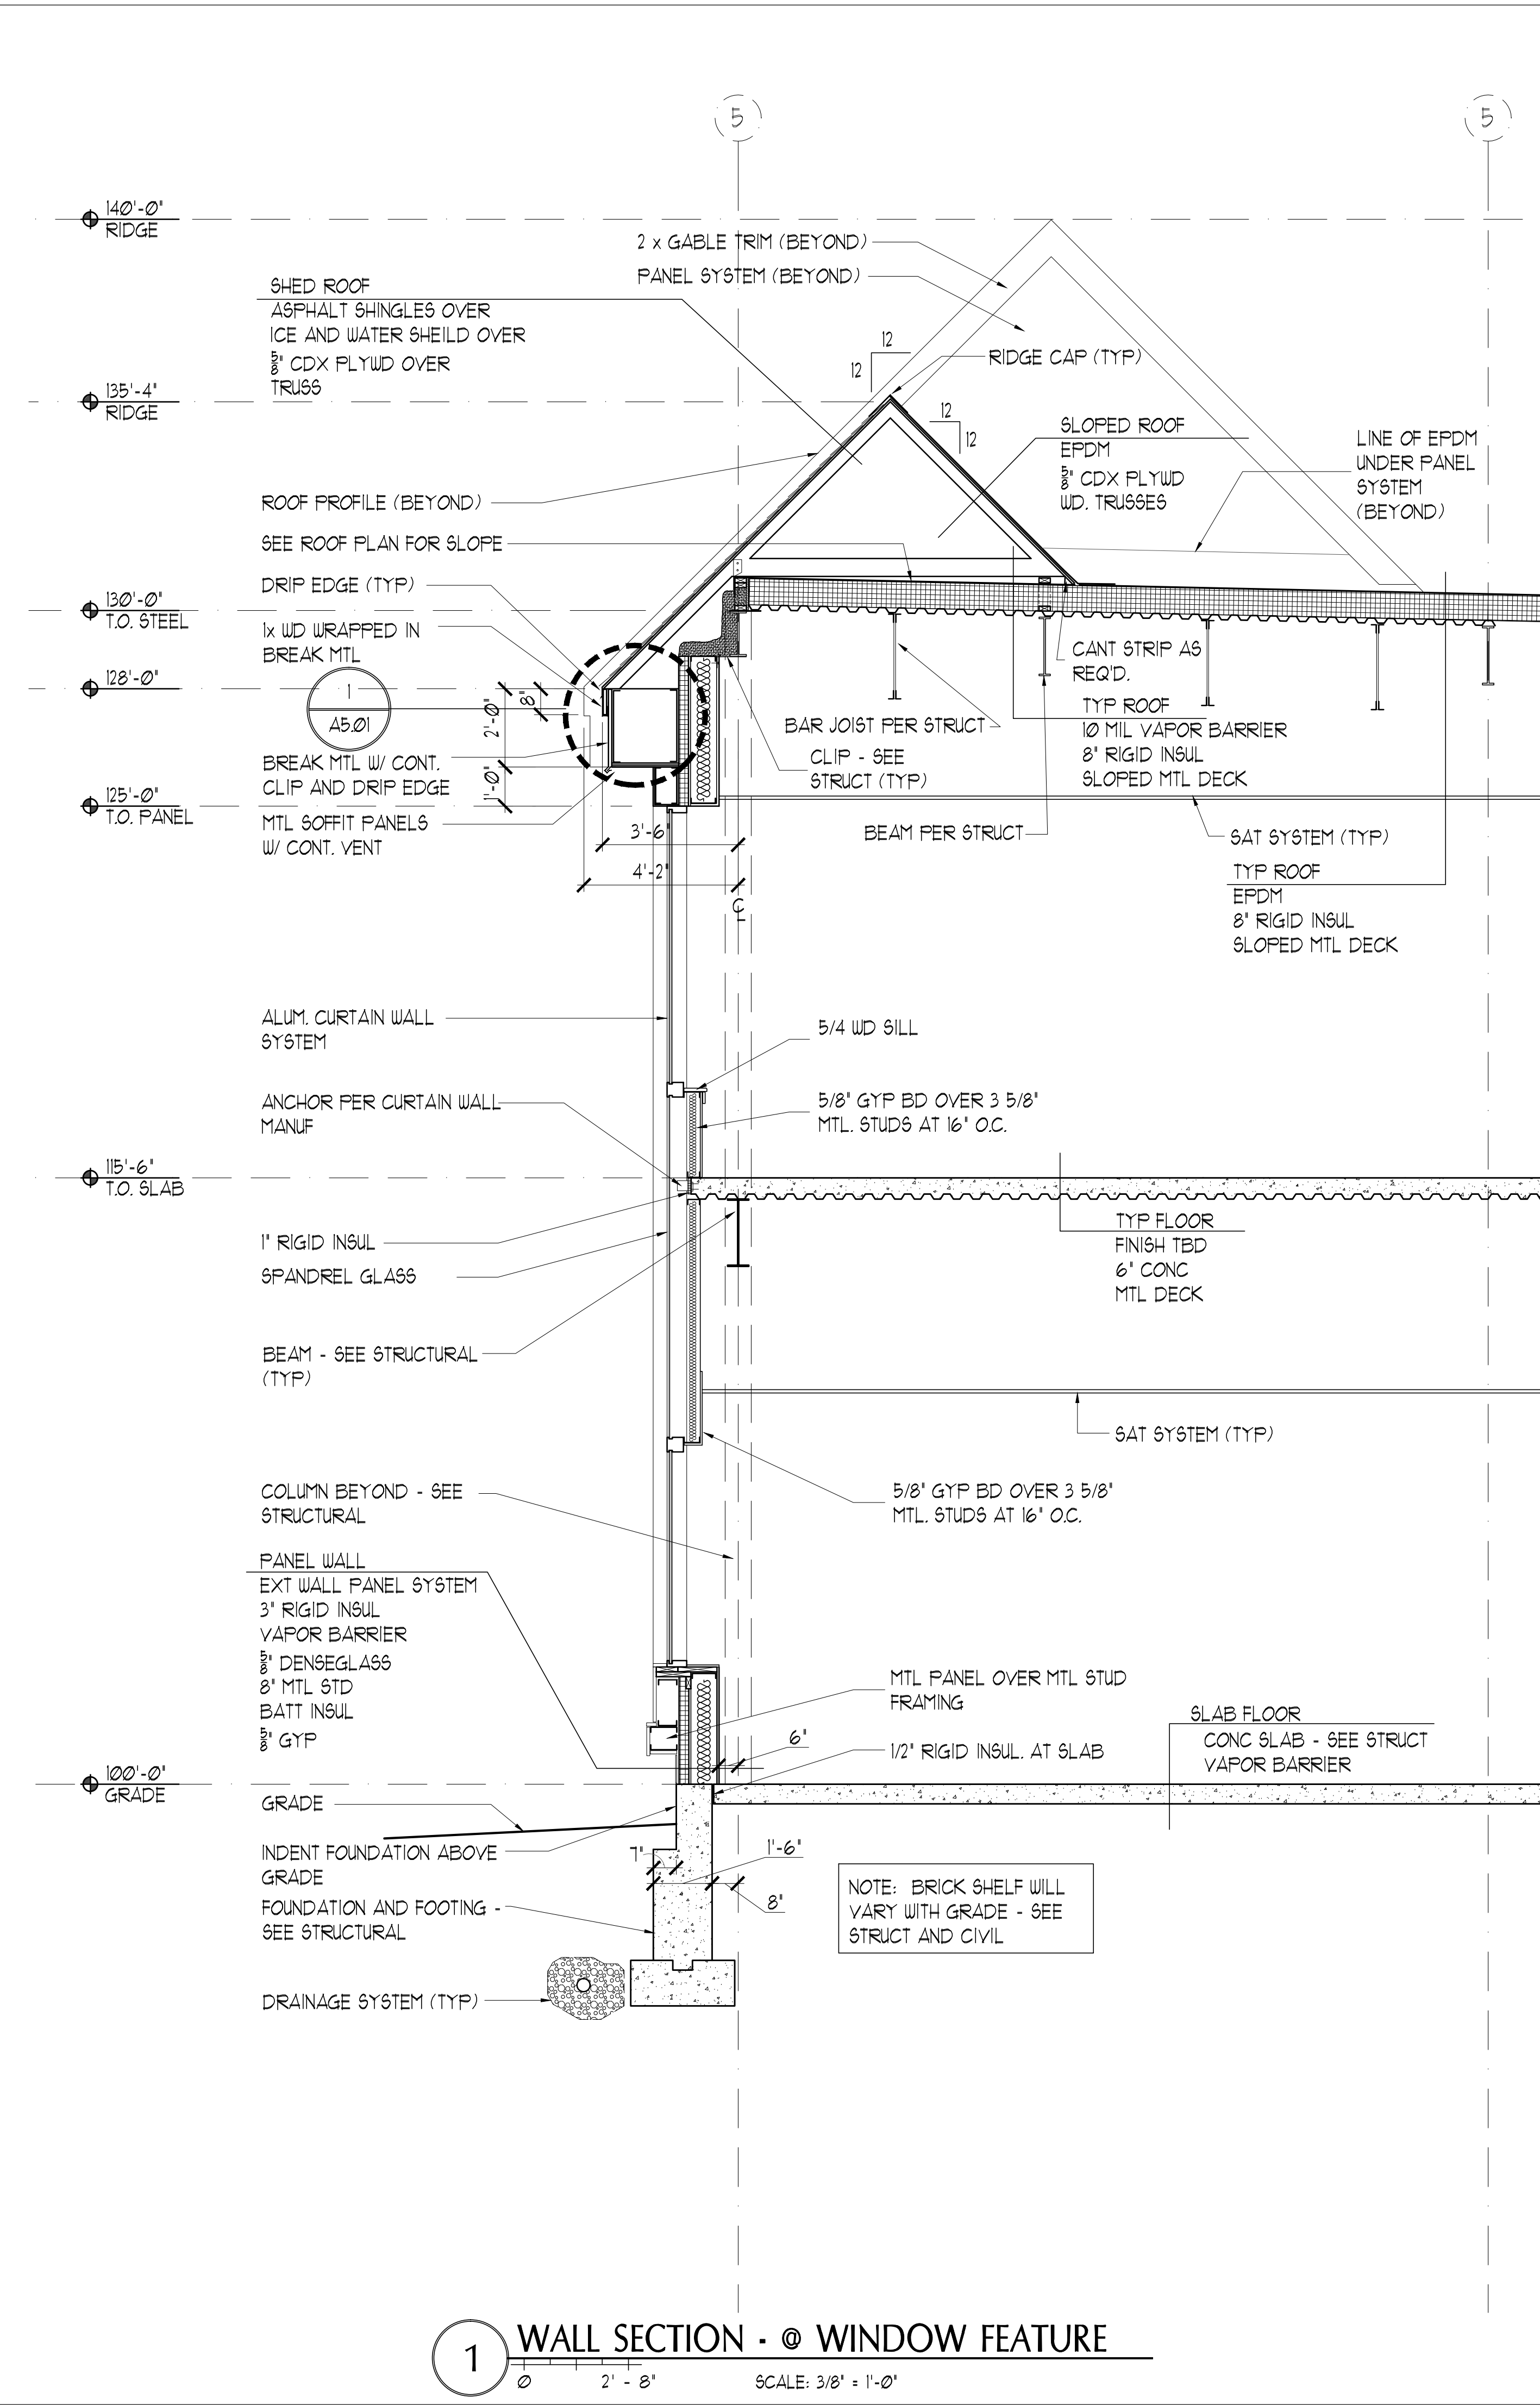 5
5
140'-0"
RIDGE
2 x GABLE TRIM (BEYOND)
PANEL SYSTEM (BEYOND)
SHED ROOF
ASPHALT SHINGLES OVER
ICE AND WATER SHEILD OVER
5/8" CDX PLYWD OVER
TRUSS
12
12
RIDGE CAP (TYP)
135'-4"
RIDGE
12
12
SLOPED ROOF
EPDM
5/8" CDX PLYWD
WD. TRUSSES
LINE OF EPDM
UNDER PANEL
SYSTEM
(BEYOND)
ROOF PROFILE (BEYOND)
SEE ROOF PLAN FOR SLOPE
DRIP EDGE (TYP)
130'-0"
T.O. STEEL
1x WD WRAPPED IN
BREAK MTL
CANT STRIP AS
REQ'D.
128'-0"
1
A5.01
2'-0"
8"
1'-0"
BAR JOIST PER STRUCT
CLIP - SEE
STRUCT (TYP)
TYP ROOF
10 MIL VAPOR BARRIER
8" RIGID INSUL
SLOPED MTL DECK
BREAK MTL W/ CONT.
CLIP AND DRIP EDGE
125'-0"
T.O. PANEL
MTL SOFFIT PANELS
W/ CONT. VENT
3'-6"
BEAM PER STRUCT
SAT SYSTEM (TYP)
4'-2"
TYP ROOF
EPDM
8" RIGID INSUL
SLOPED MTL DECK
CL
ALUM. CURTAIN WALL
SYSTEM
5/4 WD SILL
ANCHOR PER CURTAIN WALL
MANUF
5/8" GYP BD OVER 3 5/8"
MTL. STUDS AT 16" O.C.
115'-6"
T.O. SLAB
1" RIGID INSUL
SPANDREL GLASS
TYP FLOOR
FINISH TBD
6" CONC
MTL DECK
BEAM - SEE STRUCTURAL
(TYP)
SAT SYSTEM (TYP)
COLUMN BEYOND - SEE
STRUCTURAL
5/8" GYP BD OVER 3 5/8"
MTL. STUDS AT 16" O.C.
PANEL WALL
EXT WALL PANEL SYSTEM
3" RIGID INSUL
VAPOR BARRIER
5/8" DENSEGLASS
8" MTL STD
BATT INSUL
5/8" GYP
MTL PANEL OVER MTL STUD
FRAMING
6"
1/2" RIGID INSUL. AT SLAB
SLAB FLOOR
CONC SLAB - SEE STRUCT
VAPOR BARRIER
100'-0"
GRADE
GRADE
INDENT FOUNDATION ABOVE
GRADE
7"
1'-6"
8"
FOUNDATION AND FOOTING -
SEE STRUCTURAL
NOTE: BRICK SHELF WILL
VARY WITH GRADE - SEE
STRUCT AND CIVIL
DRAINAGE SYSTEM (TYP)
1
WALL SECTION - @ WINDOW FEATURE
0 2' - 8" SCALE: 3/8" = 1'-0"